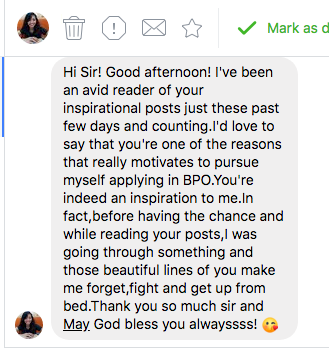 Mark as d
Hi Sir! Good afternoon! I've been
an avid reader of your
inspirational posts just these past
few days and counting.I'd love to
say that you're one of the reasons
that really motivates to pursue
myself applying in BPO.You're
indeed an inspiration to me.In
fact,before having the chance and
while reading your posts,I was
going through something and
those beautiful lines of you make
me forget,fight and get up from
bed.Thank you so much sir and
May God bless you alwayssss! 😘